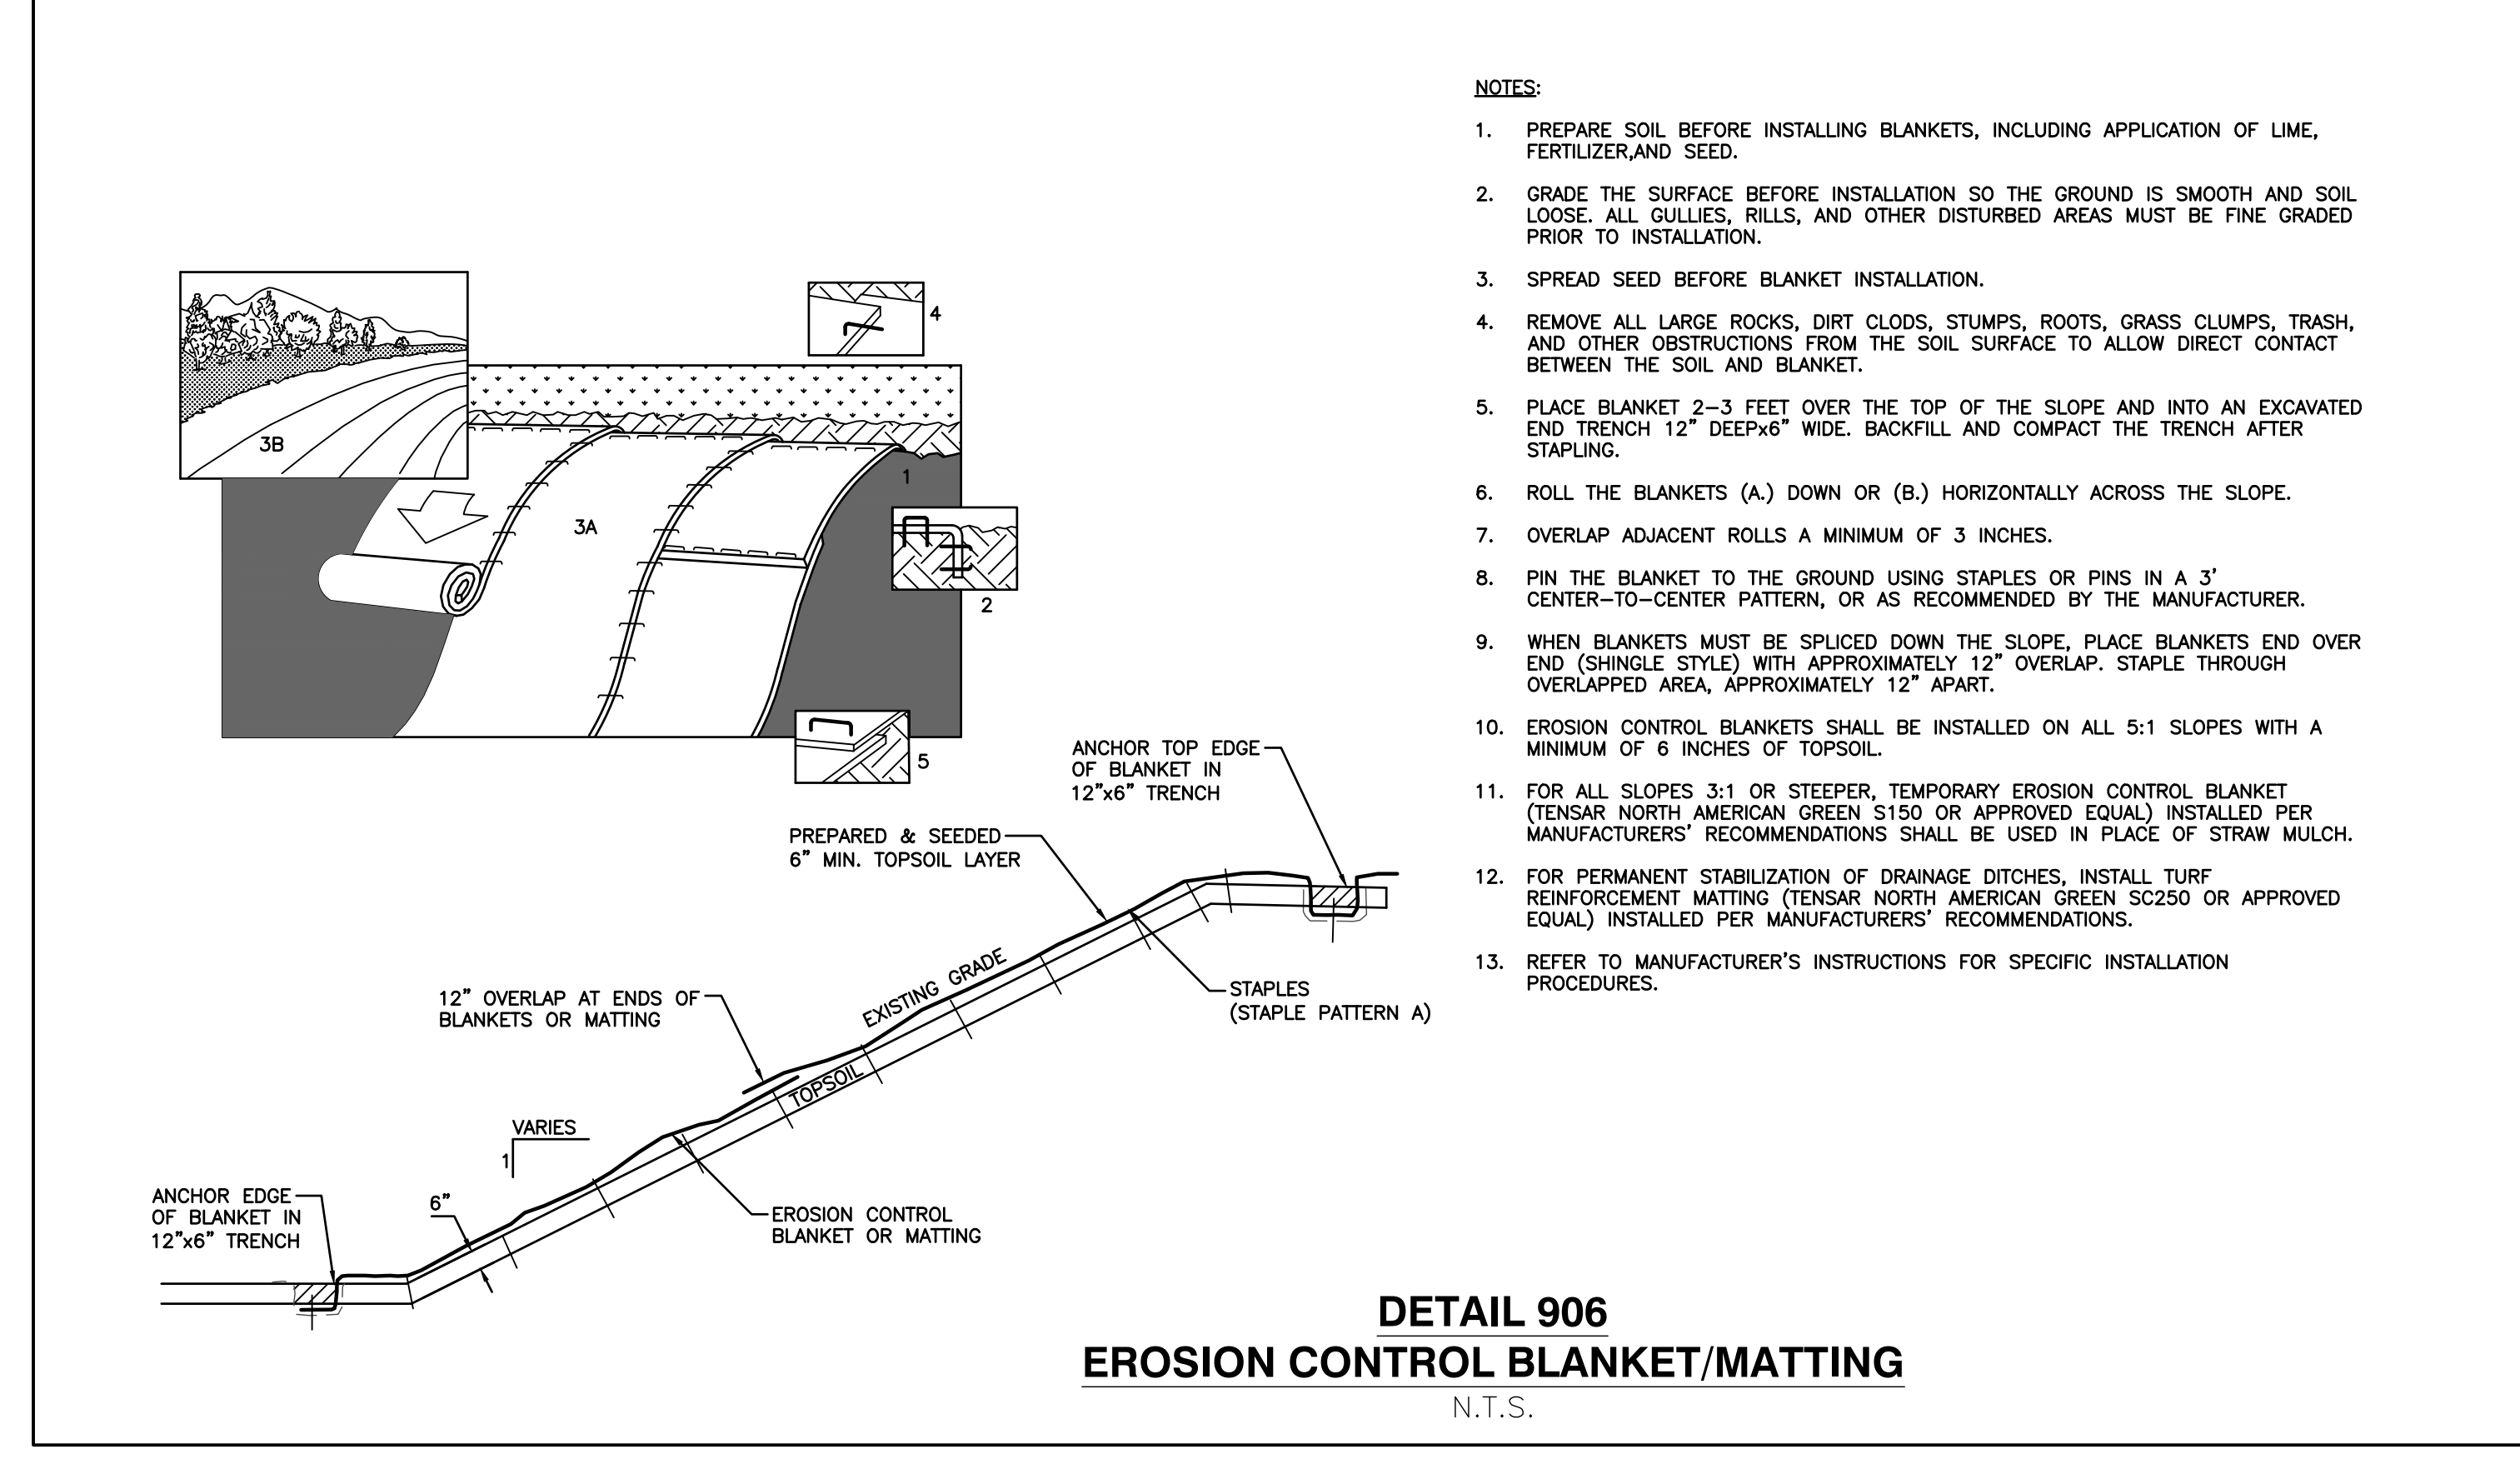 NOTES:
1. PREPARE SOIL BEFORE INSTALLING BLANKETS, INCLUDING APPLICATION OF LIME,
FERTILIZER,AND SEED.
2. GRADE THE SURFACE BEFORE INSTALLATION SO THE GROUND IS SMOOTH AND SOIL
LOOSE. ALL GULLIES, RILLS, AND OTHER DISTURBED AREAS MUST BE FINE GRADED
PRIOR TO INSTALLATION.
3. SPREAD SEED BEFORE BLANKET INSTALLATION.
4. REMOVE ALL LARGE ROCKS, DIRT CLODS, STUMPS, ROOTS, GRASS CLUMPS, TRASH,
AND OTHER OBSTRUCTIONS FROM THE SOIL SURFACE TO ALLOW DIRECT CONTACT
BETWEEN THE SOIL AND BLANKET.
5. PLACE BLANKET 2–3 FEET OVER THE TOP OF THE SLOPE AND INTO AN EXCAVATED
END TRENCH 12” DEEPx6” WIDE. BACKFILL AND COMPACT THE TRENCH AFTER
STAPLING.
6. ROLL THE BLANKETS (A.) DOWN OR (B.) HORIZONTALLY ACROSS THE SLOPE.
7. OVERLAP ADJACENT ROLLS A MINIMUM OF 3 INCHES.
8. PIN THE BLANKET TO THE GROUND USING STAPLES OR PINS IN A 3’
CENTER–TO–CENTER PATTERN, OR AS RECOMMENDED BY THE MANUFACTURER.
9. WHEN BLANKETS MUST BE SPLICED DOWN THE SLOPE, PLACE BLANKETS END OVER
END (SHINGLE STYLE) WITH APPROXIMATELY 12” OVERLAP. STAPLE THROUGH
OVERLAPPED AREA, APPROXIMATELY 12” APART.
10. EROSION CONTROL BLANKETS SHALL BE INSTALLED ON ALL 5:1 SLOPES WITH A
MINIMUM OF 6 INCHES OF TOPSOIL.
11. FOR ALL SLOPES 3:1 OR STEEPER, TEMPORARY EROSION CONTROL BLANKET
(TENSAR NORTH AMERICAN GREEN S150 OR APPROVED EQUAL) INSTALLED PER
MANUFACTURERS’ RECOMMENDATIONS SHALL BE USED IN PLACE OF STRAW MULCH.
12. FOR PERMANENT STABILIZATION OF DRAINAGE DITCHES, INSTALL TURF
REINFORCEMENT MATTING (TENSAR NORTH AMERICAN GREEN SC250 OR APPROVED
EQUAL) INSTALLED PER MANUFACTURERS’ RECOMMENDATIONS.
13. REFER TO MANUFACTURER’S INSTRUCTIONS FOR SPECIFIC INSTALLATION
PROCEDURES.
4
3B
1
3A
2
5
ANCHOR TOP EDGE
OF BLANKET IN
12”x6” TRENCH
PREPARED & SEEDED
6” MIN. TOPSOIL LAYER
EXISTING GRADE
STAPLES
(STAPLE PATTERN A)
12” OVERLAP AT ENDS OF
BLANKETS OR MATTING
TOPSOIL
VARIES
1
ANCHOR EDGE
OF BLANKET IN
12”x6” TRENCH
6”
EROSION CONTROL
BLANKET OR MATTING
DETAIL 906
EROSION CONTROL BLANKET/MATTING
N.T.S.